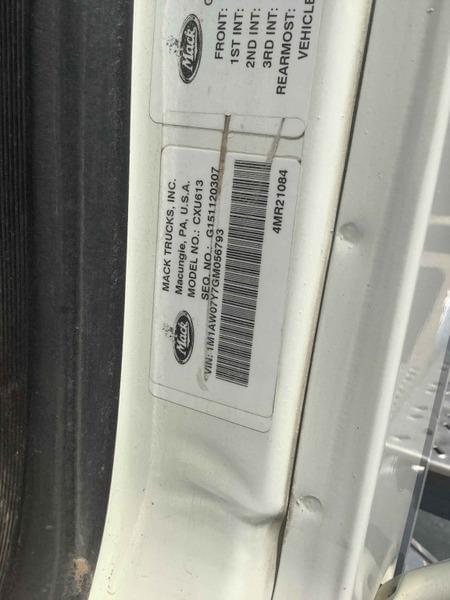 Mack
FRONT:
1ST INT:
2ND INT:
3RD INT:
REARMOST:
VEHICLE
Mack
MACK TRUCKS, INC.
Macungie, PA, U.S.A.
MODEL NO.: CXU613
SEQ. NO.: G151120307
VIN: 1M1AW07Y7GM056793
4MR21084